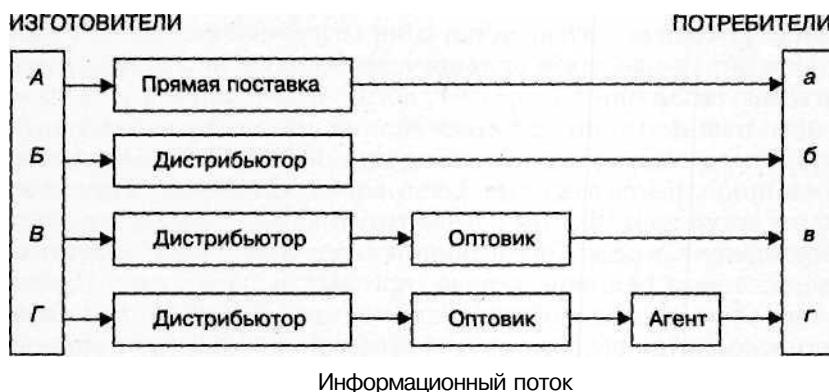 ИЗГОТОВИТЕЛИ ПОТРЕБИТЕЛИ
А Прямая поставка а
Б Дистрибьютор б
В Дистрибьютор Оптовик в
Г Дистрибьютор Оптовик Агент г
Информационный поток